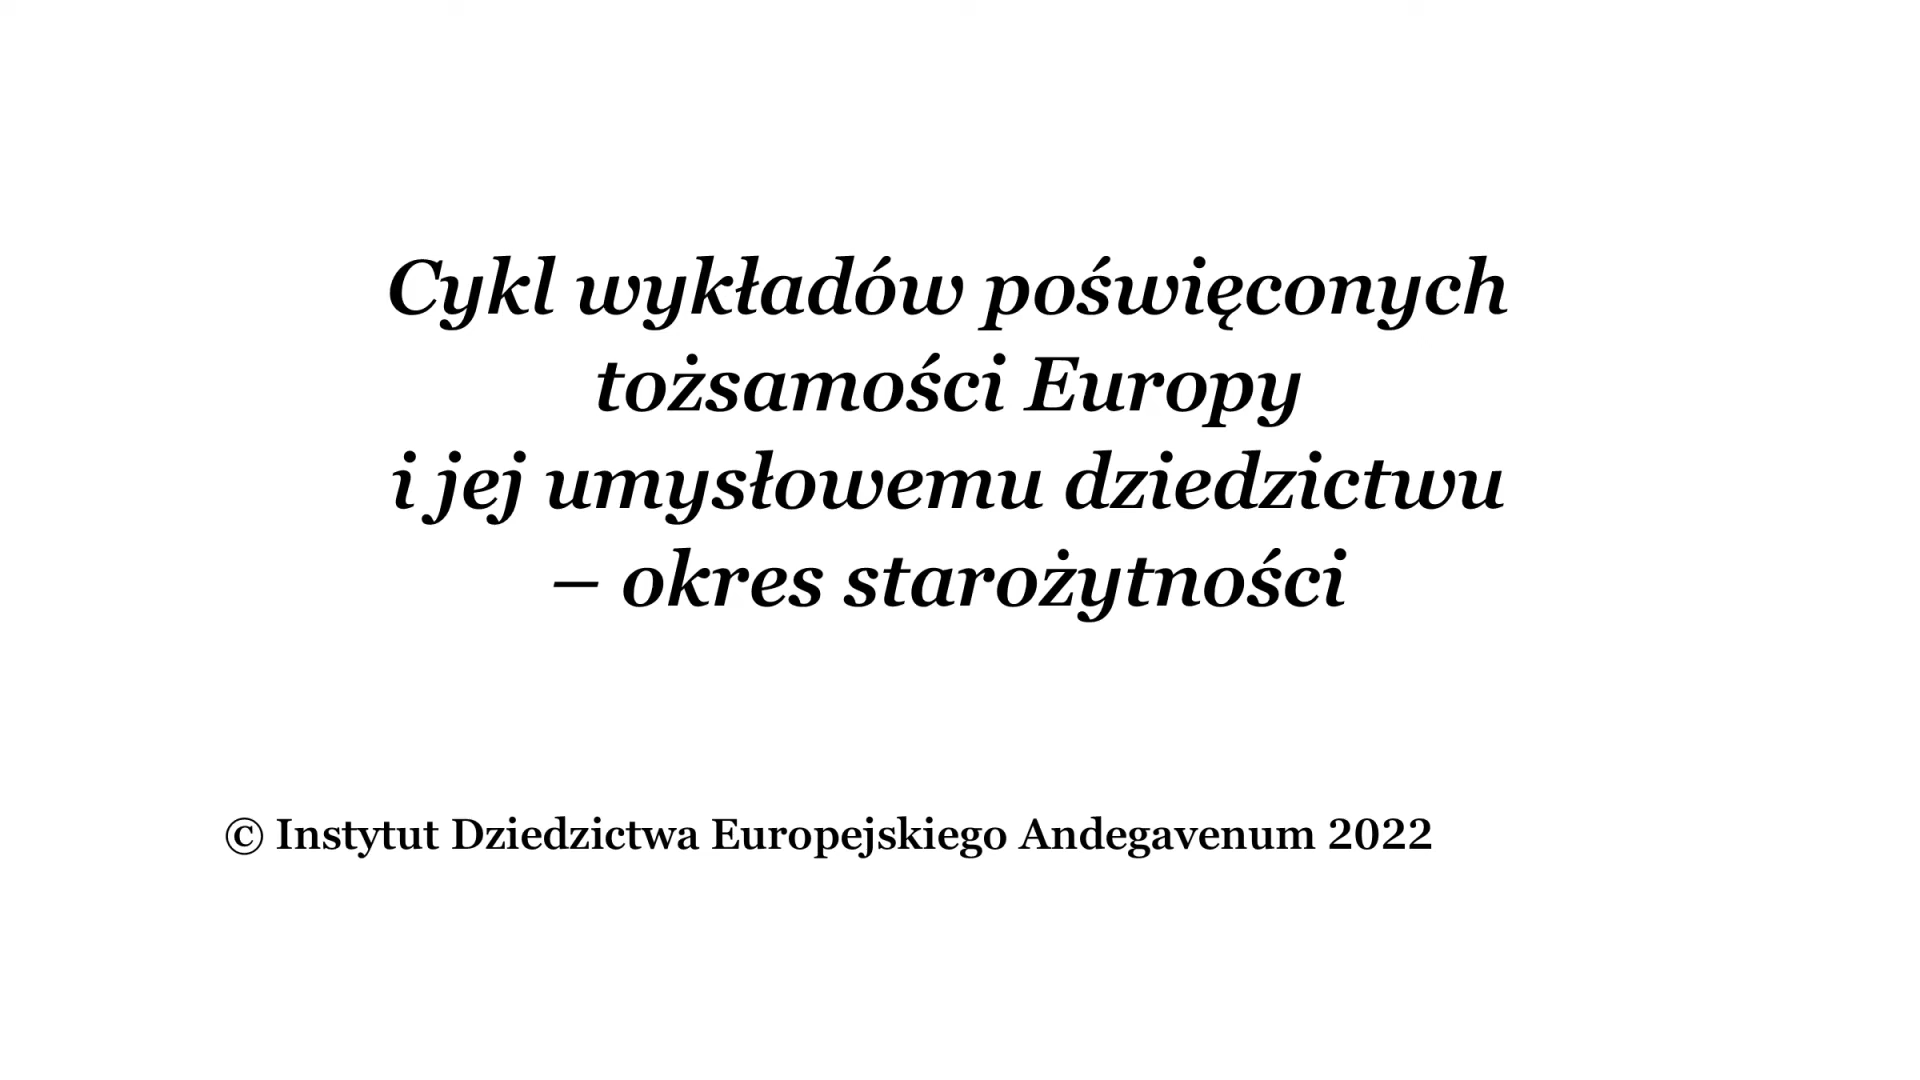 Cykl wykładów poświęconych
tożsamości Europy
i jej umysłowemu dziedzictwu
– okres starożytności
© Instytut Dziedzictwa Europejskiego Andegavenum 2022